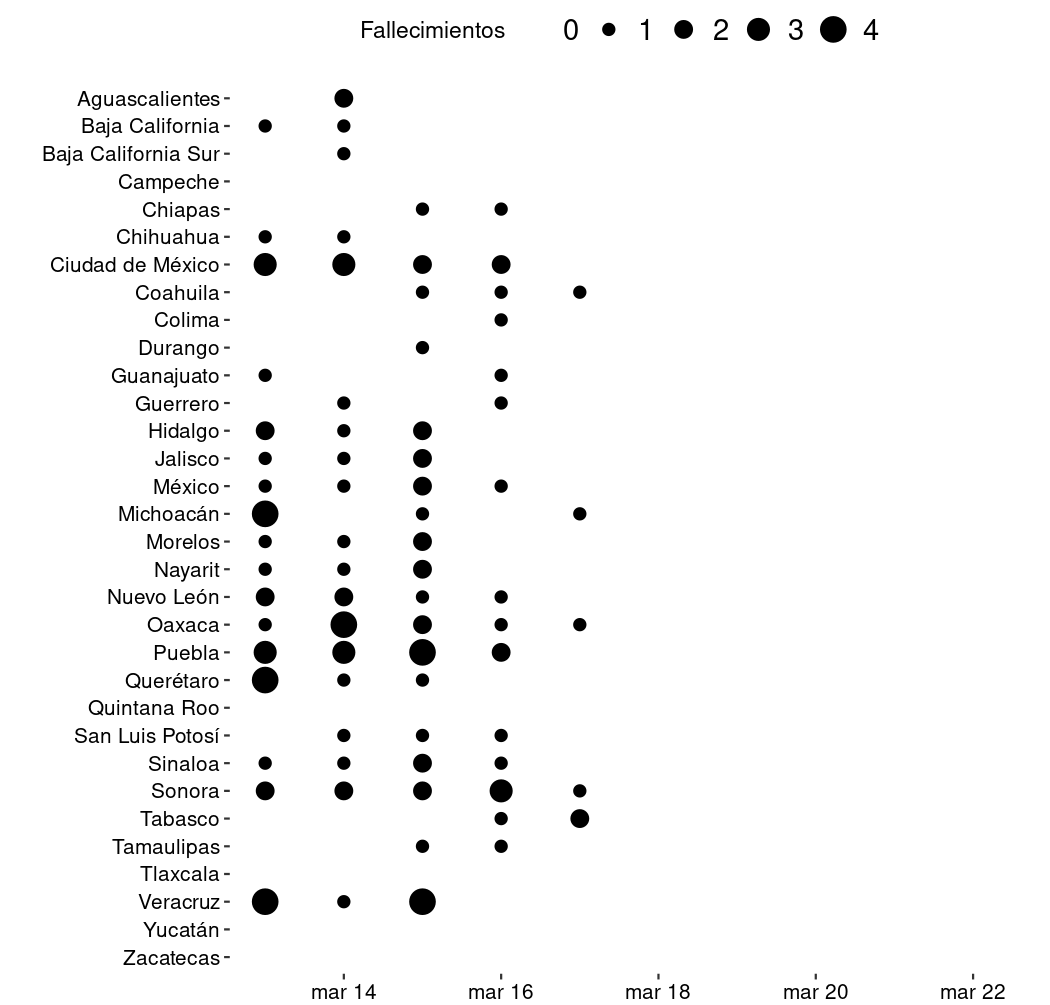 Fallecimientos 0 1 2 3 4
Aguascalientes
Baja California
Baja California Sur
Campeche
Chiapas
Chihuahua
Ciudad de México
Coahuila
Colima
Durango
Guanajuato
Guerrero
Hidalgo
Jalisco
México
Michoacán
Morelos
Nayarit
Nuevo León
Oaxaca
Puebla
Querétaro
Quintana Roo
San Luis Potosí
Sinaloa
Sonora
Tabasco
Tamaulipas
Tlaxcala
Veracruz
Yucatán
Zacatecas
mar 14 mar 16 mar 18 mar 20 mar 22